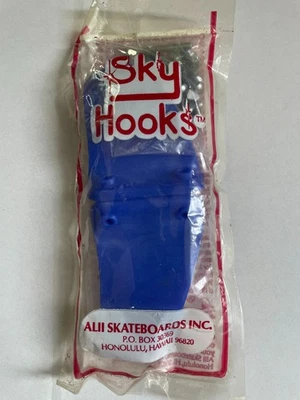 Sky
Hooks™
ALII SKATEBOARDS INC.
P.O. BOX
HONOLULU, HAWAII 96820